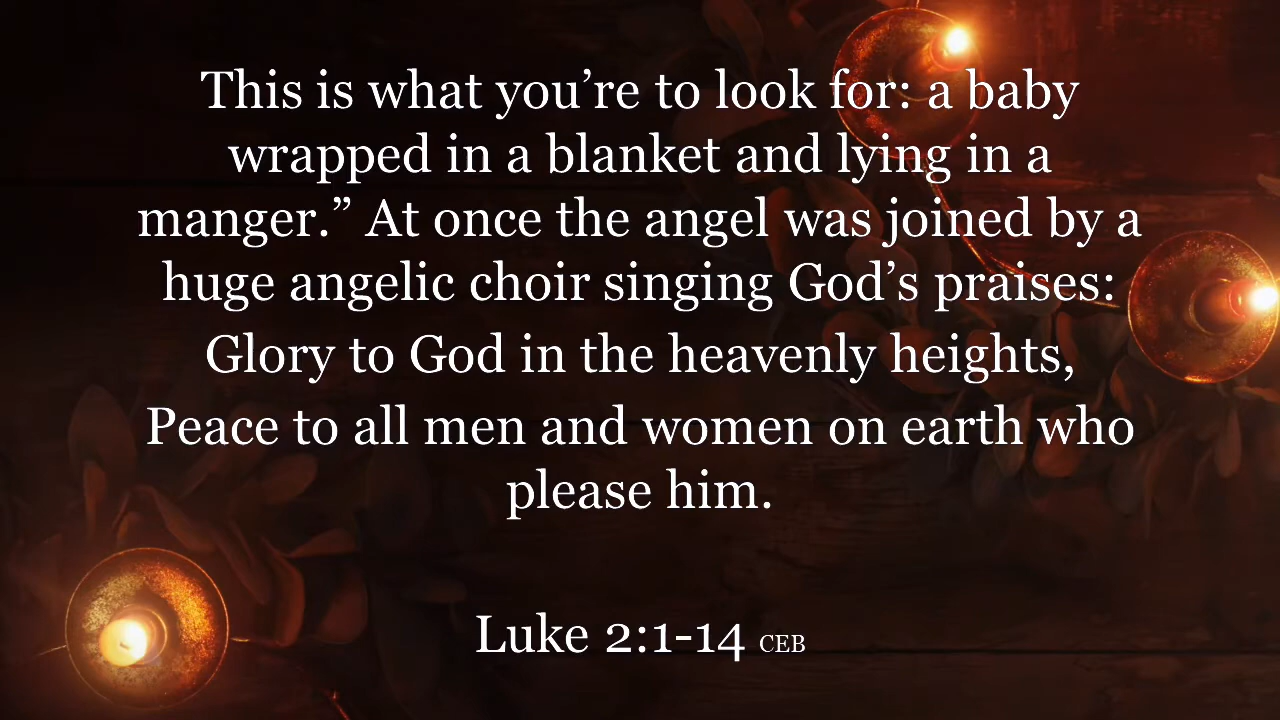 This is what you’re to look for: a baby
wrapped in a blanket and lying in a
manger.” At once the angel was joined by a
huge angelic choir singing God’s praises:
Glory to God in the heavenly heights,
Peace to all men and women on earth who
please him.
Luke 2:1-14 CEB